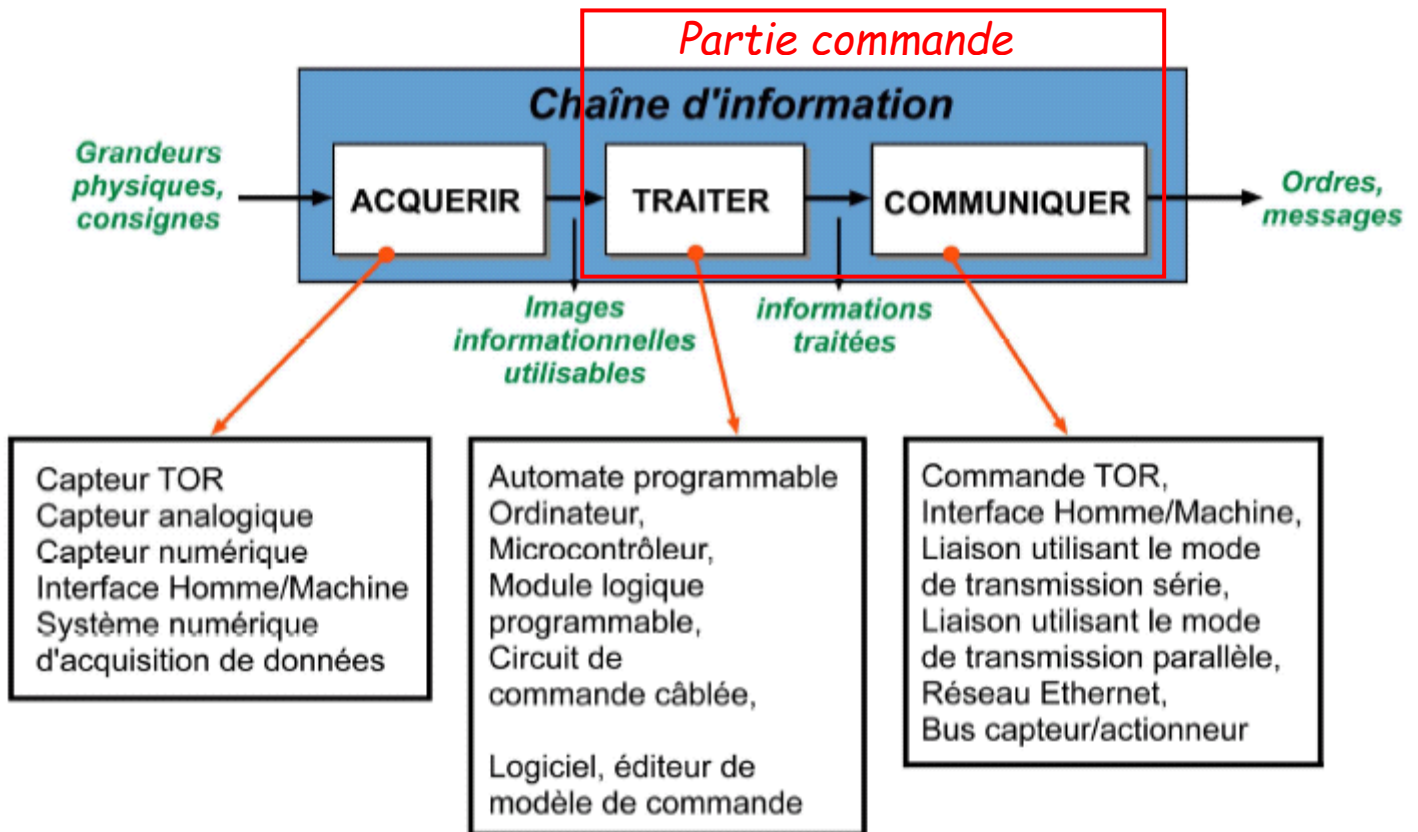 Partie commande
Chaîne d'information
Grandeurs
physiques,
consignes
ACQUERIR
TRAITER
COMMUNIQUER
Ordres,
messages
Images
informationnelles
utilisables
informations
traitées
Capteur TOR
Capteur analogique
Capteur numérique
Interface Homme/Machine
Système numérique
d'acquisition de données
Automate programmable
Ordinateur,
Microcontrôleur,
Module logique
programmable,
Circuit de
commande câblée,
Logiciel, éditeur de
modèle de commande
Commande TOR,
Interface Homme/Machine,
Liaison utilisant le mode
de transmission série,
Liaison utilisant le mode
de transmission parallèle,
Réseau Ethernet,
Bus capteur/actionneur